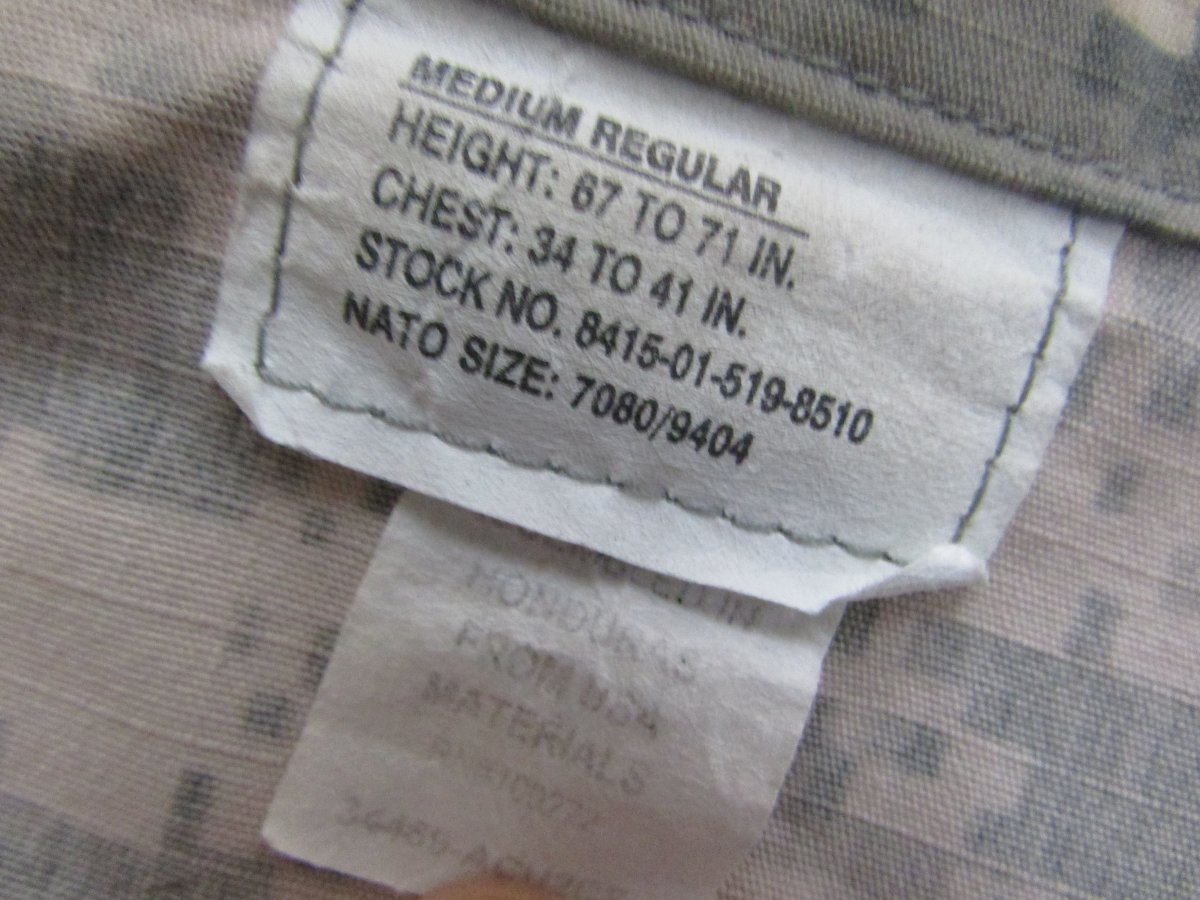 MEDIUM REGULAR
HEIGHT: 67 TO 71 IN.
CHEST: 34 TO 41 IN.
STOCK NO. 8415-01-519-8510
NATO SIZE: 7080/9404
IN
HONDURAS
FROM USA
MATERIALS